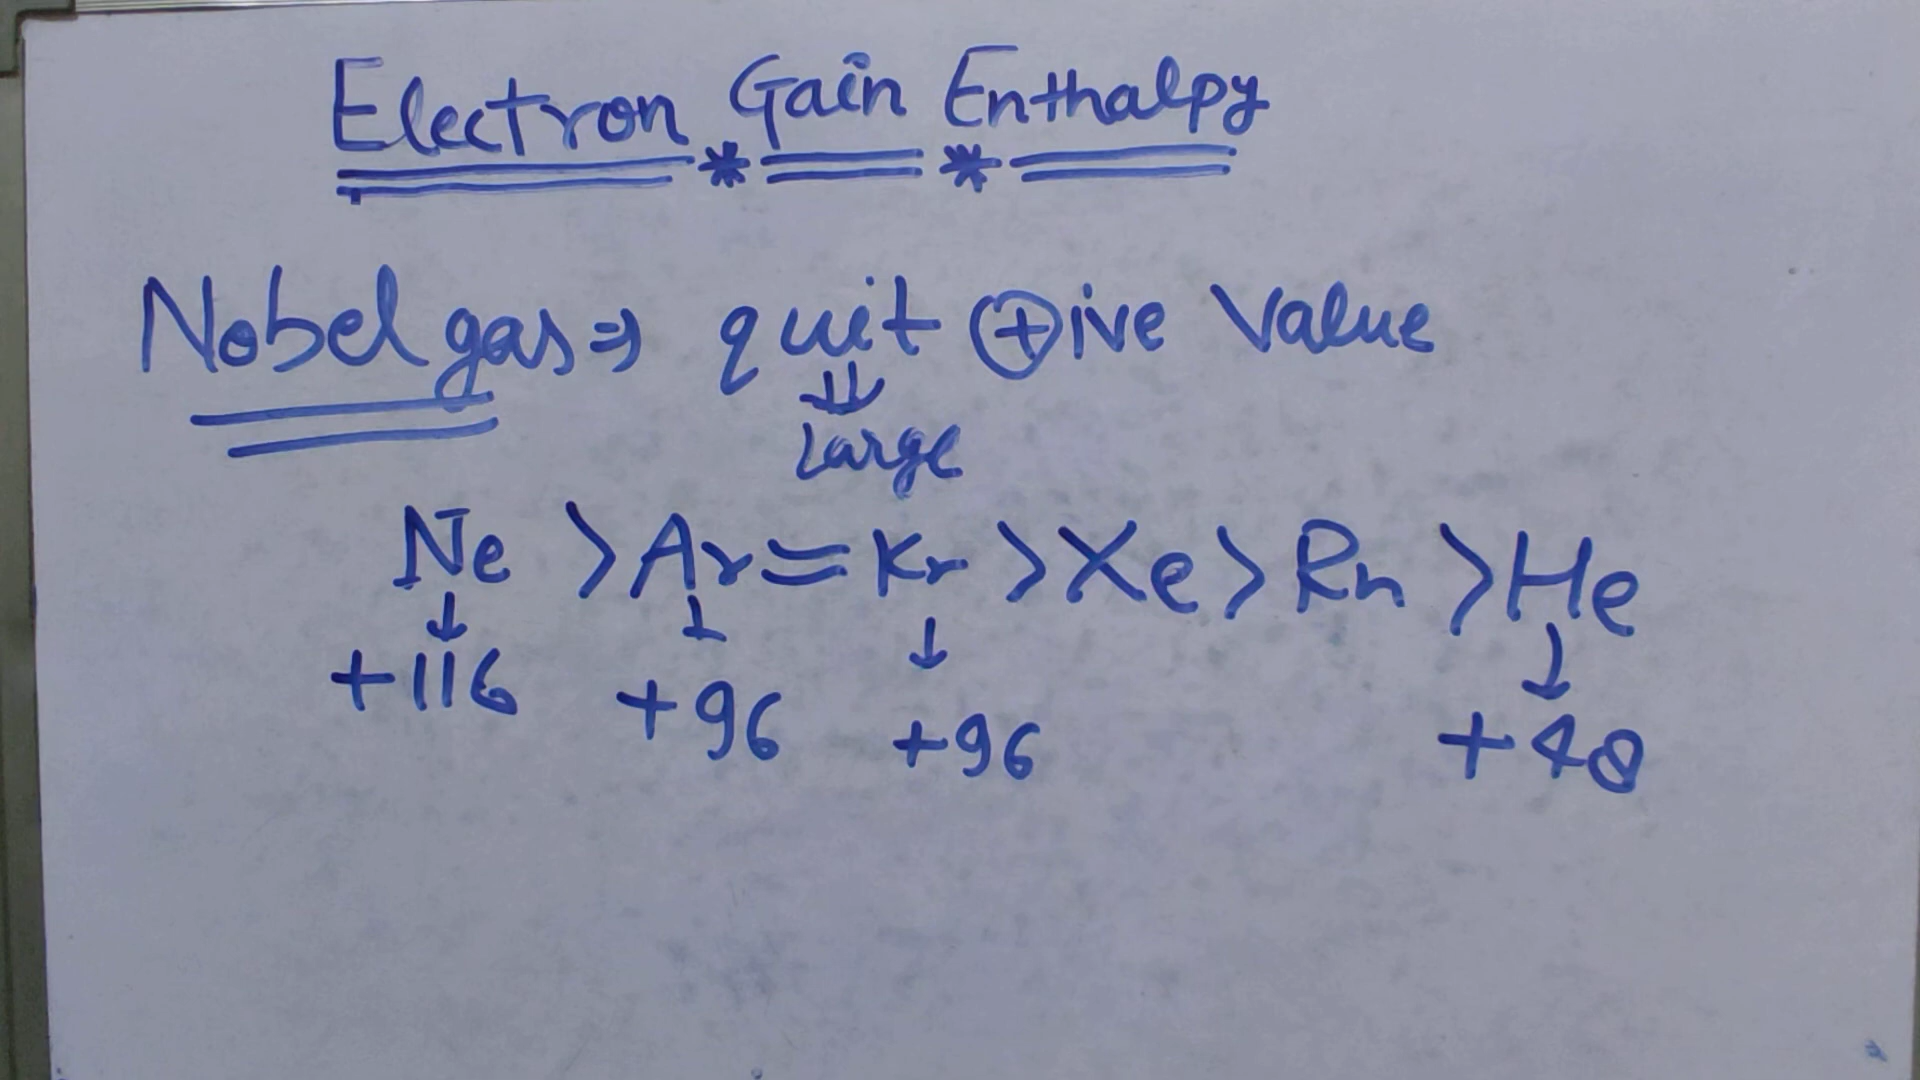 Electron Gain Enthalpy
Nobel gas ⇒ quit ⊕ive Value
⇓
Large
Ne > Ar = Kr > Xe > Rn > He
↓ ↓ ↓ ↓
+116 +96 +96 +48